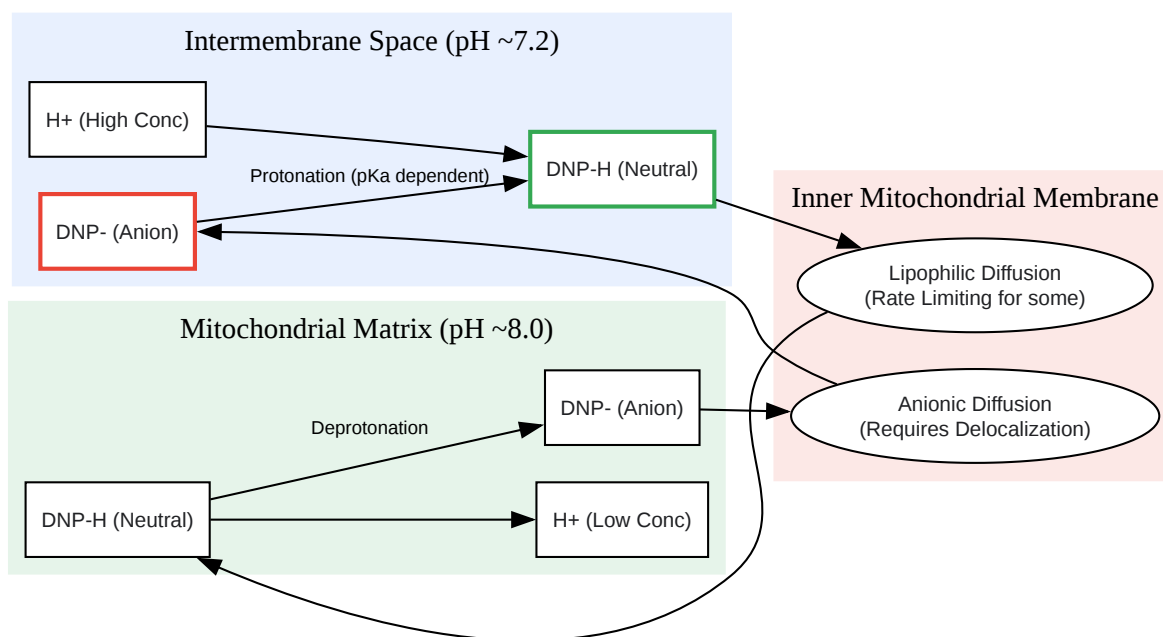 Intermembrane Space (pH ~7.2)
H+ (High Conc)
DNP-H (Neutral)
Protonation (pKa dependent)
DNP- (Anion)
Inner Mitochondrial Membrane
Lipophilic Diffusion
(Rate Limiting for some)
Anionic Diffusion
(Requires Delocalization)
Mitochondrial Matrix (pH ~8.0)
DNP- (Anion)
Deprotonation
DNP-H (Neutral)
H+ (Low Conc)